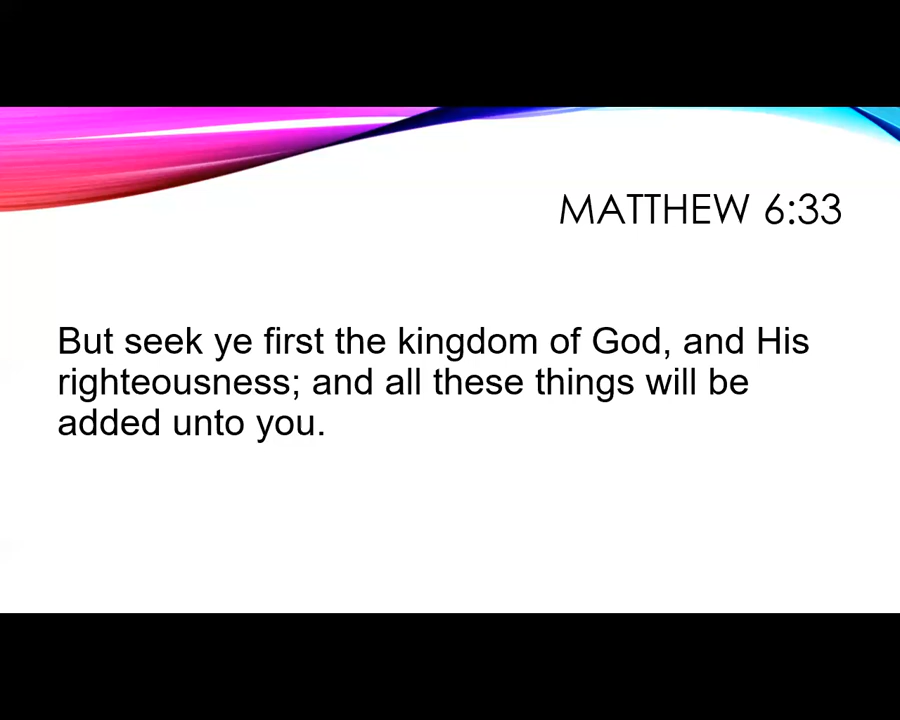 MATTHEW 6:33
But seek ye first the kingdom of God, and His
righteousness; and all these things will be
added unto you.